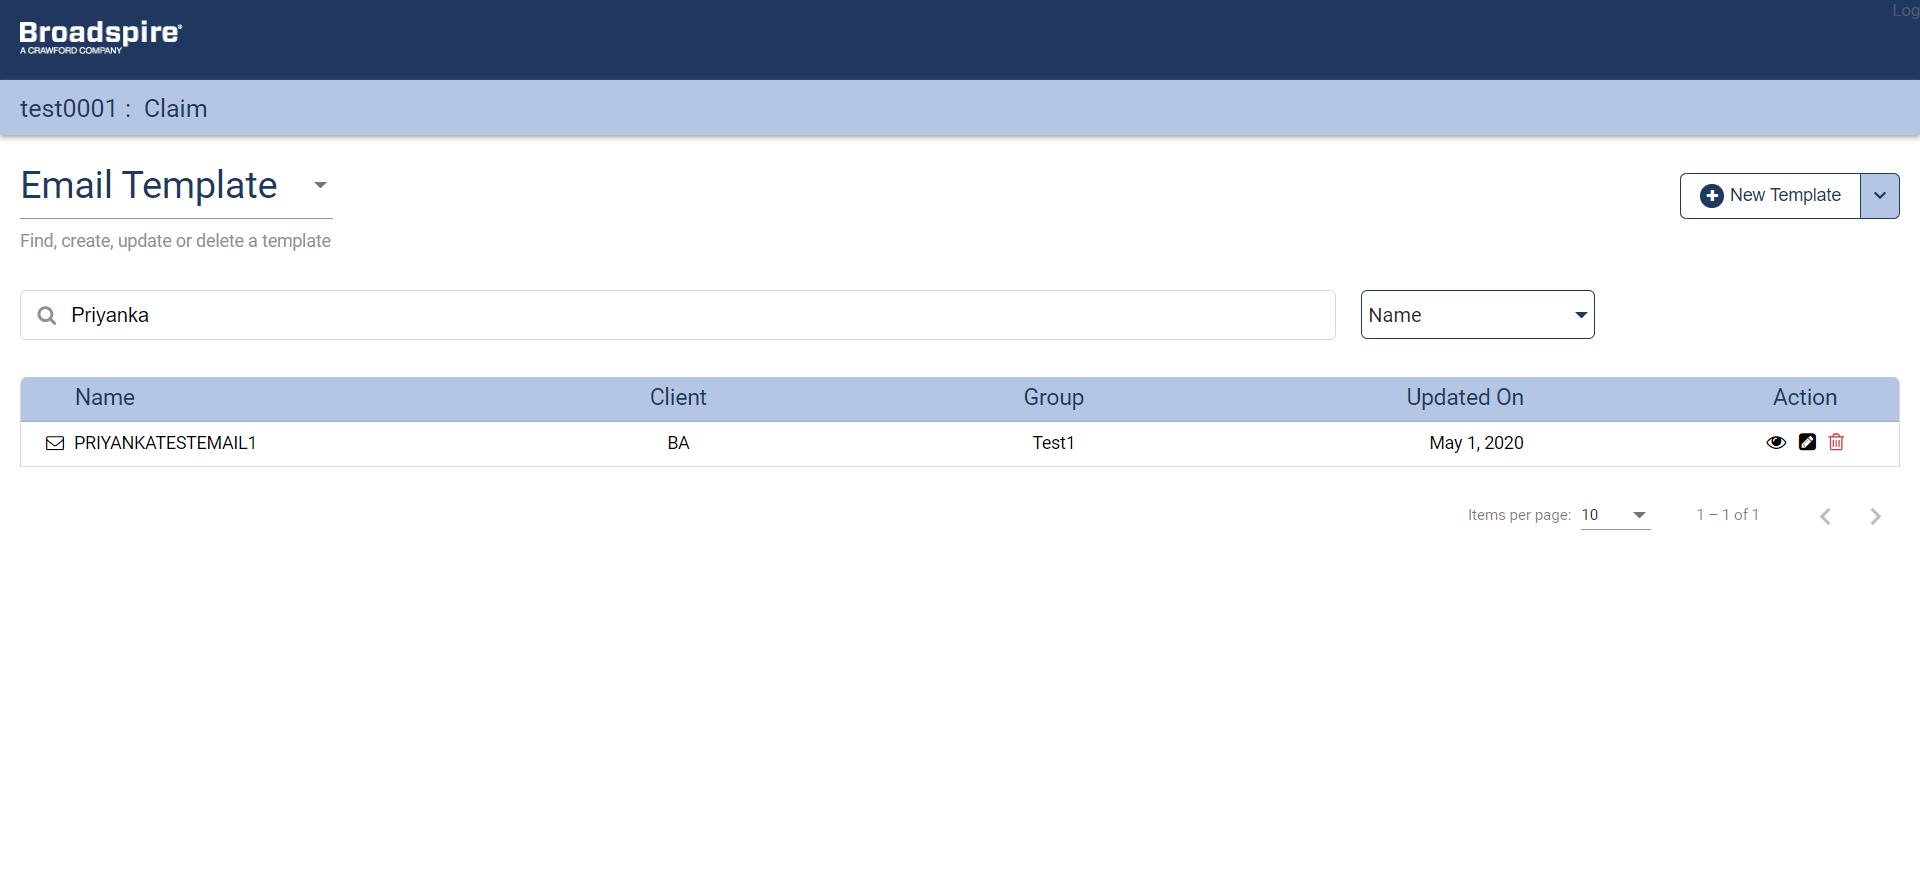 Broadspire®
A CRAWFORD COMPANY
Log
test0001 : Claim
Email Template
New Template
Find, create, update or delete a template
Priyanka
Name
Name Client Group Updated On Action
PRIYANKATESTEMAIL1 BA Test1 May 1, 2020
Items per page: 10 1 – 1 of 1